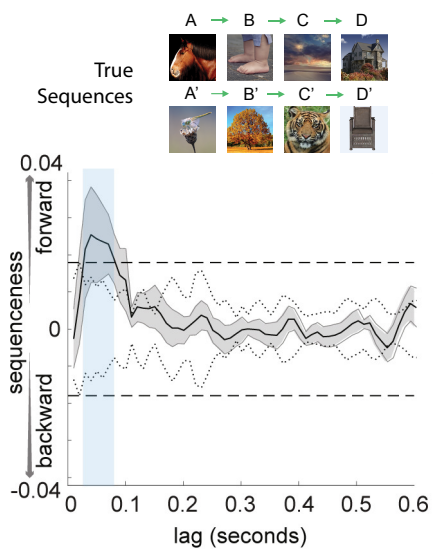 A → B → C → D
True
Sequences
A' → B' → C' → D'
0.04
forward
sequenceness
0
backward
-0.04
0 0.1 0.2 0.3 0.4 0.5 0.6
lag (seconds)